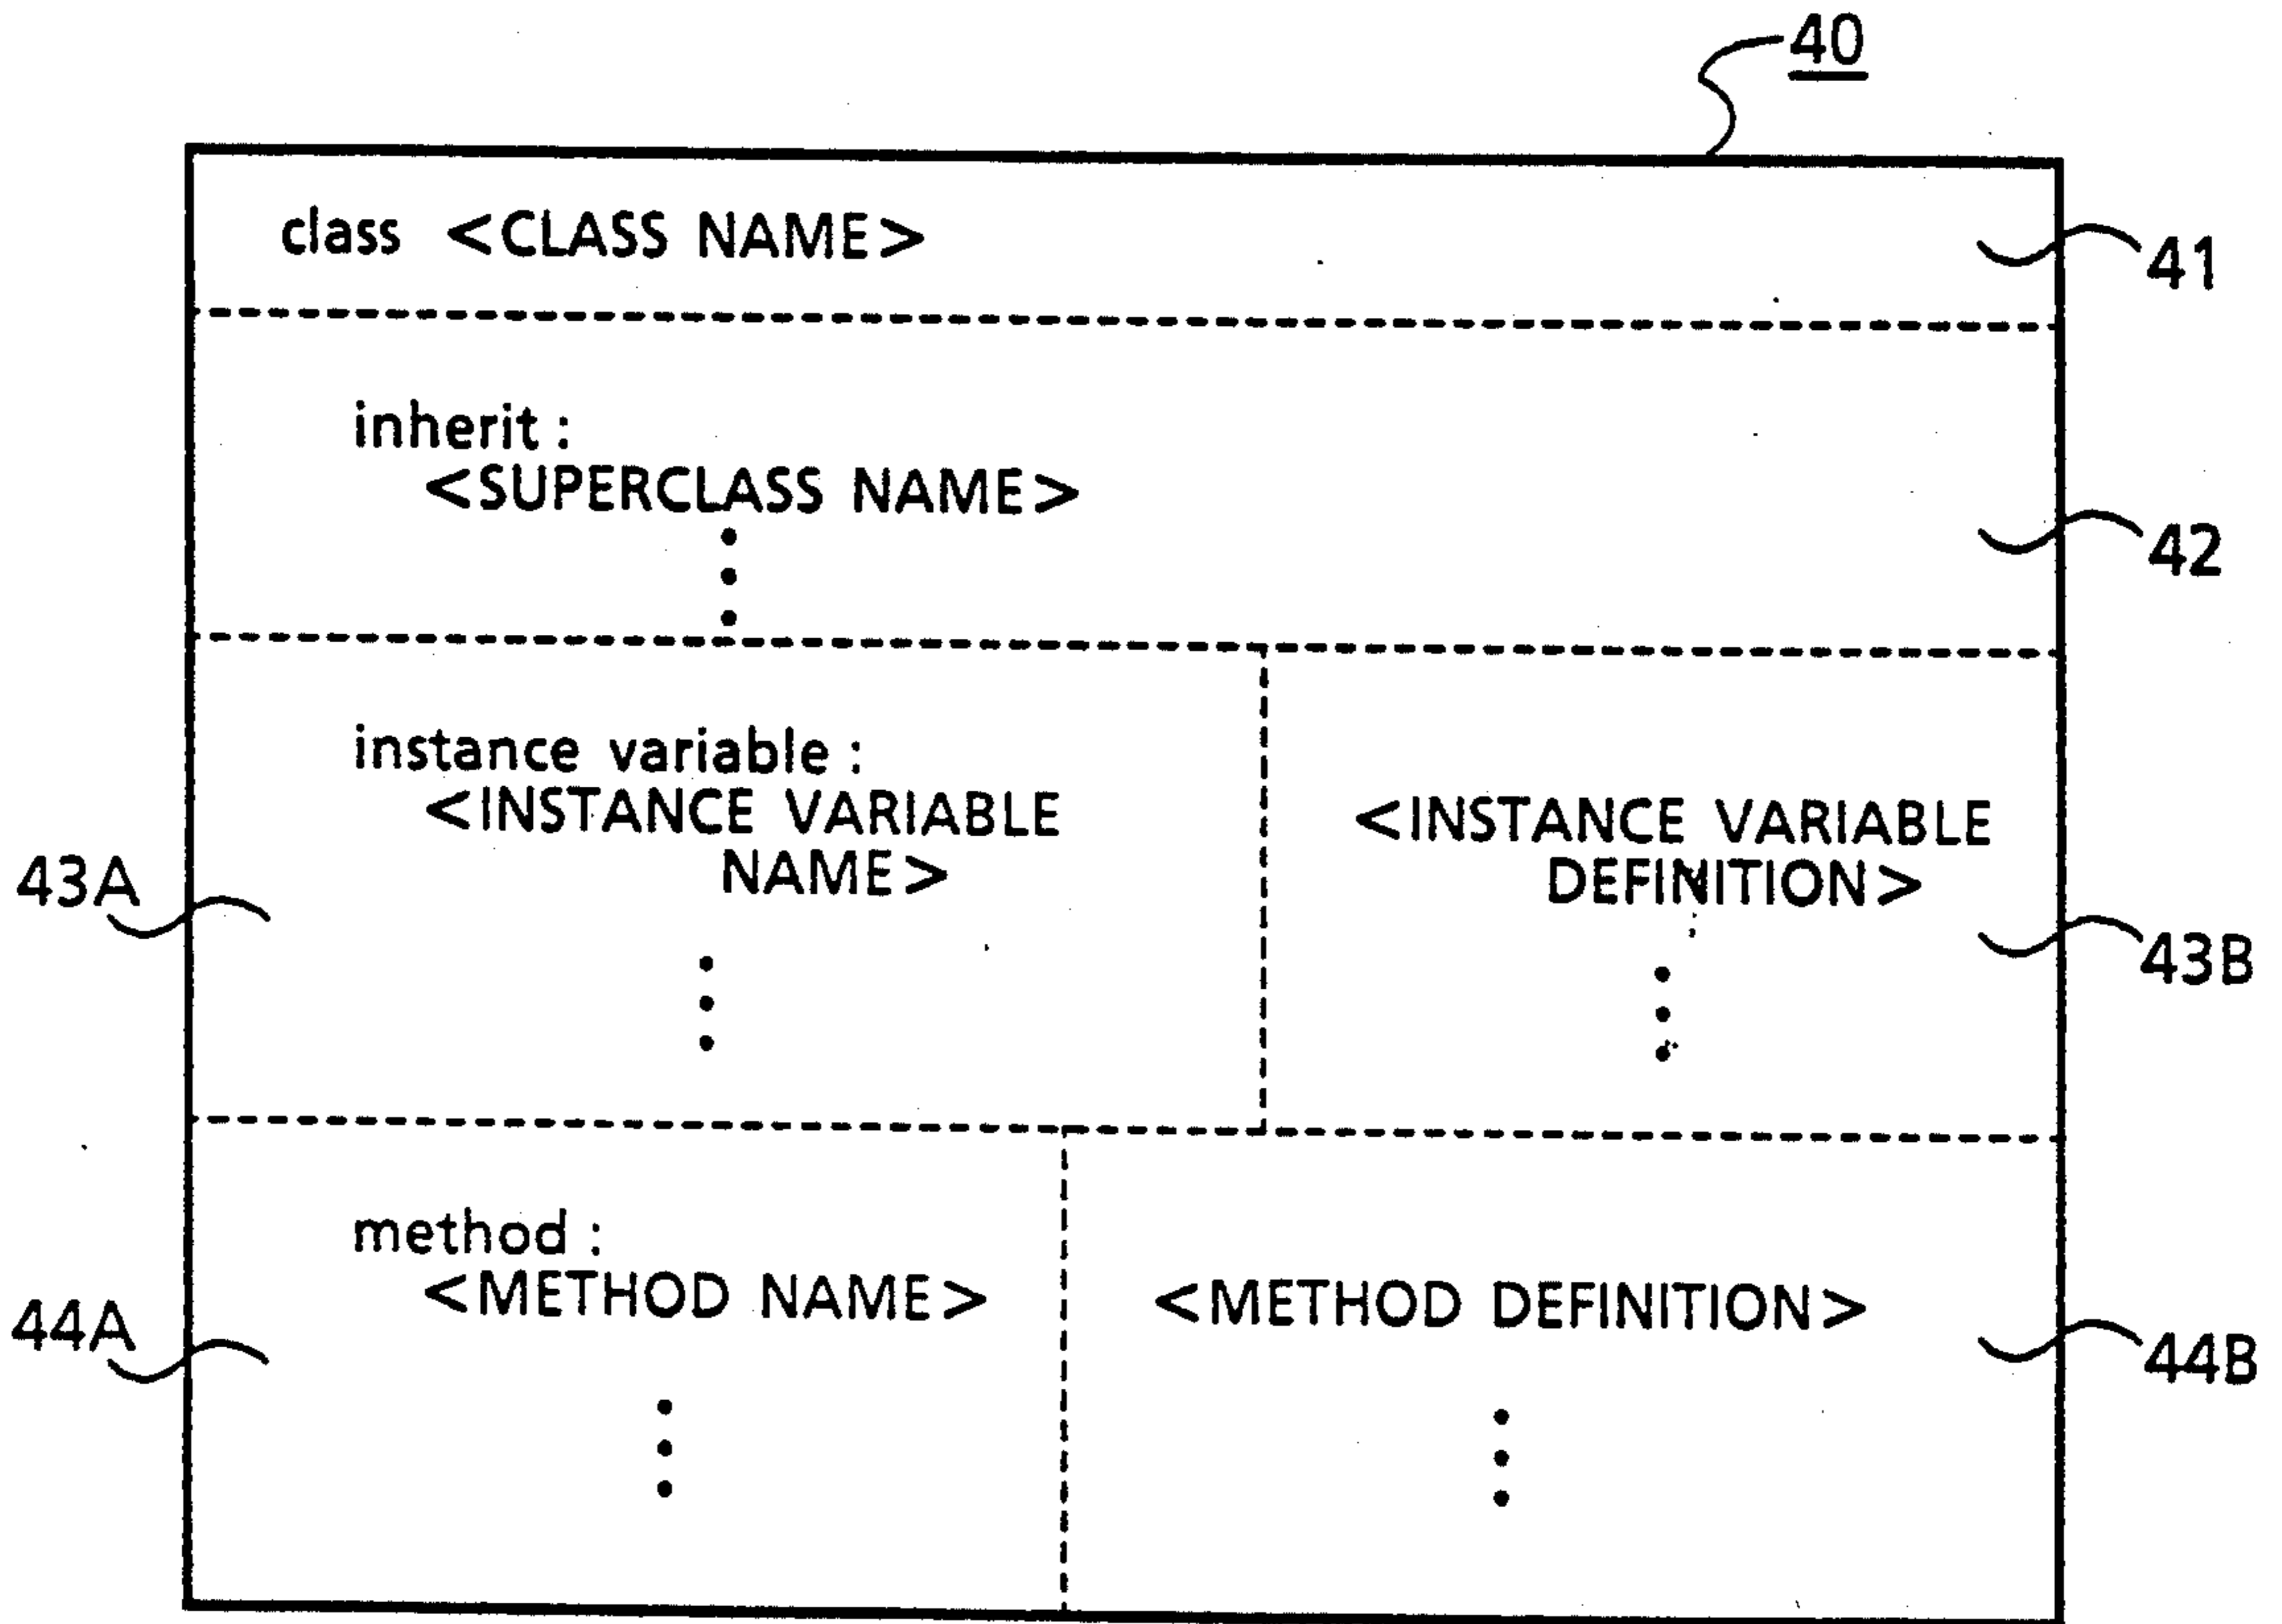 40
class <CLASS NAME>
41
inherit :
<SUPERCLASS NAME>
42
instance variable :
<INSTANCE VARIABLE
NAME>
43A
<INSTANCE VARIABLE
DEFINITION>
43B
method :
<METHOD NAME>
44A
<METHOD DEFINITION>
44B